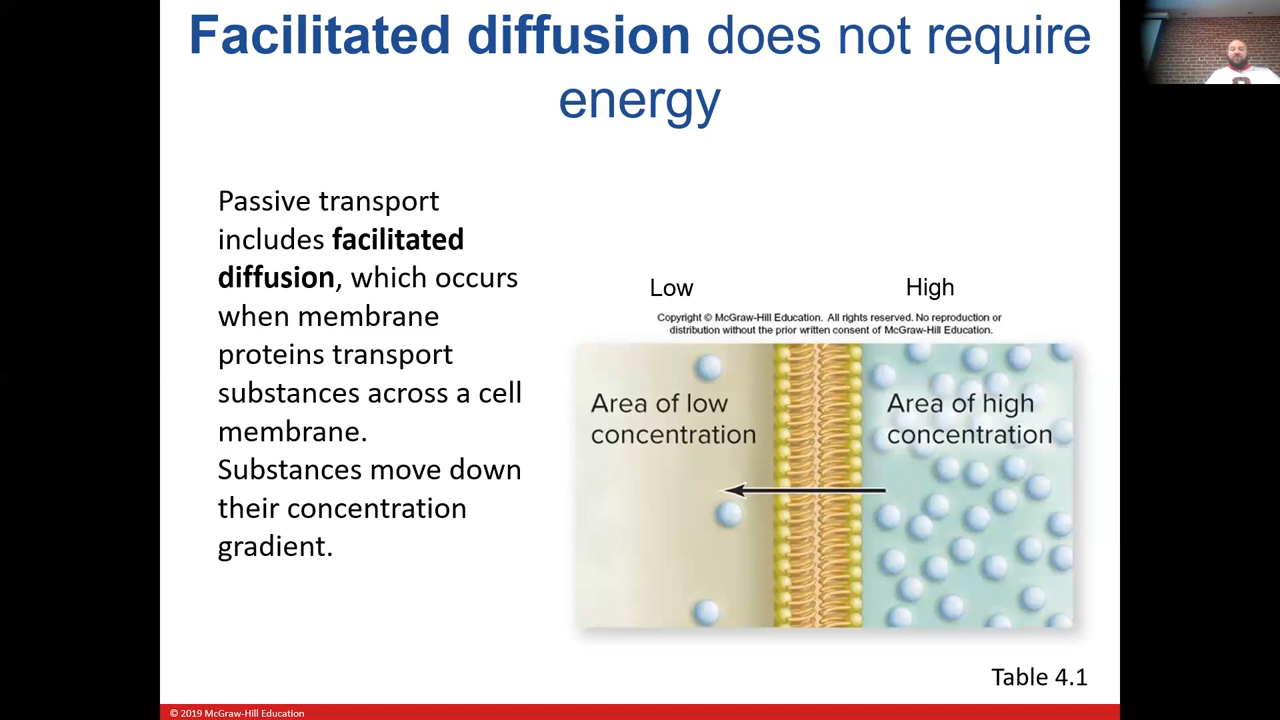 Facilitated diffusion does not require
energy
Passive transport
includes facilitated
diffusion, which occurs
when membrane
proteins transport
substances across a cell
membrane.
Substances move down
their concentration
gradient.
Low
High
Copyright © McGraw-Hill Education. All rights reserved. No reproduction or
distribution without the prior written consent of McGraw-Hill Education.
Area of low
concentration
Area of high
concentration
Table 4.1
© 2019 McGraw-Hill Education